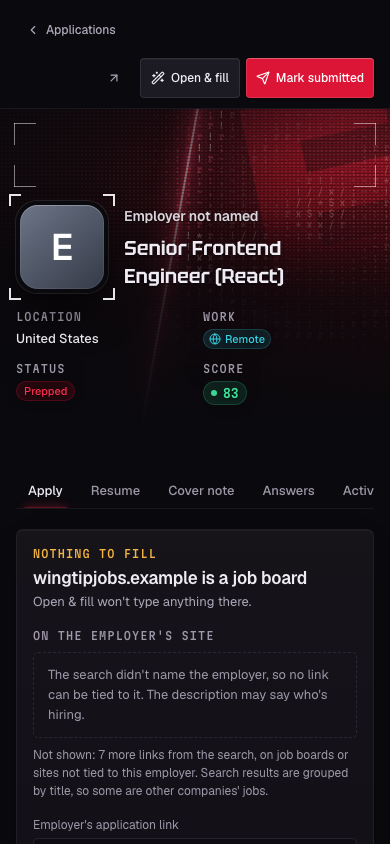 Applications
Open & fill
Mark submitted
E
Employer not named
Senior Frontend
Engineer (React)
LOCATION
WORK
United States
Remote
STATUS
SCORE
Prepped
83
Apply
Resume
Cover note
Answers
Activ
NOTHING TO FILL
wingtipjobs.example is a job board
Open & fill won't type anything there.
ON THE EMPLOYER'S SITE
The search didn't name the employer, so no link
can be tied to it. The description may say who's
hiring.
Not shown: 7 more links from the search, on job boards or
sites not tied to this employer. Search results are grouped
by title, so some are other companies' jobs.
Employer's application link